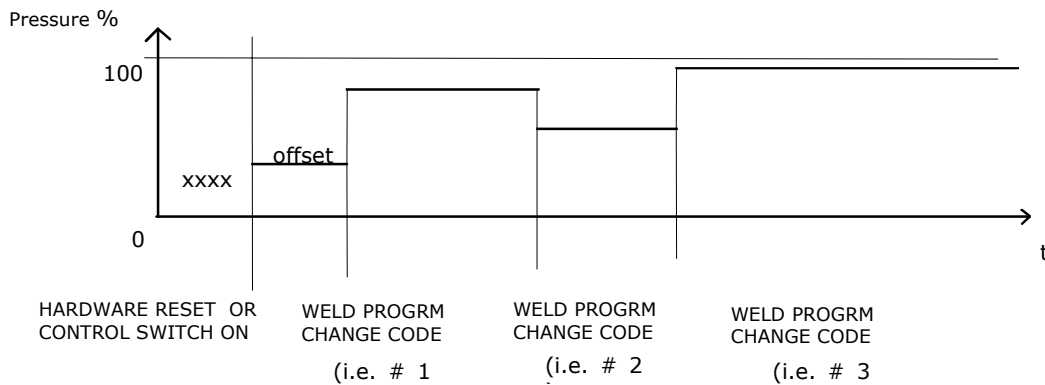 Pressure %
100
offset
xxxx
0
t
HARDWARE RESET OR
CONTROL SWITCH ON
WELD PROGRM
CHANGE CODE
(i.e. # 1
WELD PROGRM
CHANGE CODE
(i.e. # 2
)
WELD PROGRM
CHANGE CODE
(i.e. # 3